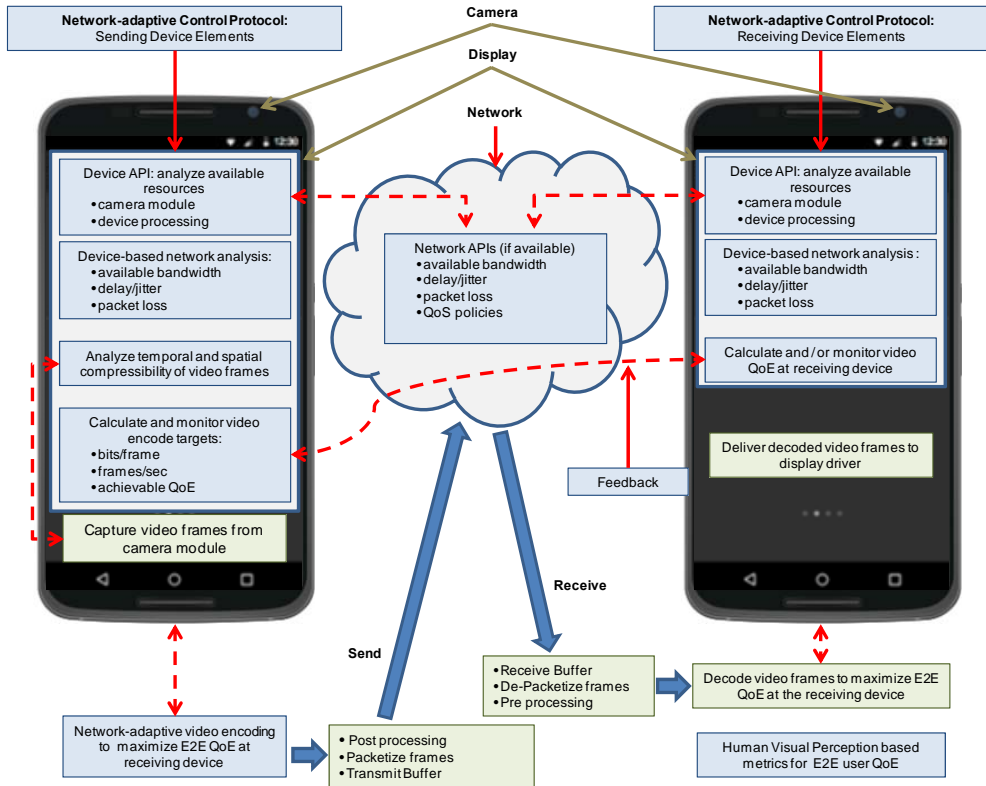 Network-adaptive Control Protocol:
Sending Device Elements
Camera
Display
Network
Network-adaptive Control Protocol:
Receiving Device Elements
12:30
Device API: analyze available
resources
•camera module
•device processing
Device-based network analysis:
•available bandwidth
•delay/jitter
•packet loss
Analyze temporal and spatial
compressibility of video frames
Calculate and monitor video
encode targets:
•bits/frame
•frames/sec
•achievable QoE
Capture video frames from
camera module
Network APIs (if available)
•available bandwidth
•delay/jitter
•packet loss
•QoS policies
12:30
Device API: analyze available
resources
•camera module
•device processing
Device-based network analysis :
•available bandwidth
•delay/jitter
•packet loss
Calculate and / or monitor video
QoE at receiving device
Deliver decoded video frames to
display driver
Feedback
Send
Receive
Network-adaptive video encoding
to maximize E2E QoE at
receiving device
• Post processing
• Packetize frames
• Transmit Buffer
•Receive Buffer
•De-Packetize frames
•Pre processing
Decode video frames to maximize E2E
QoE at the receiving device
Human Visual Perception based
metrics for E2E user QoE